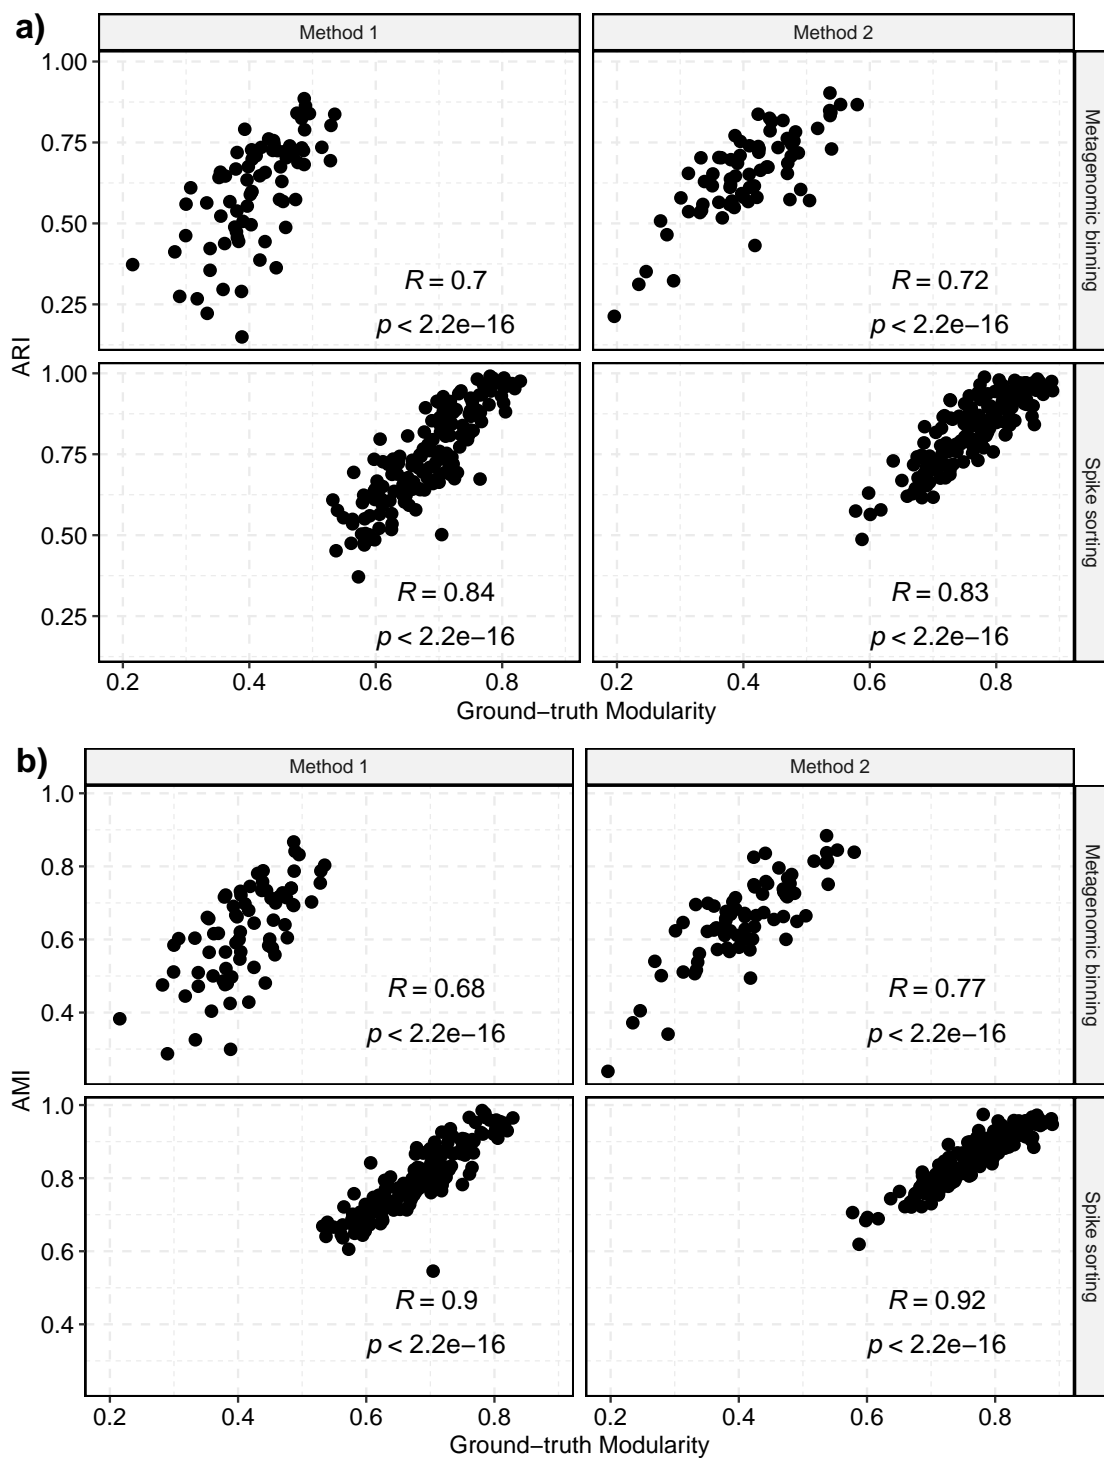 a)
Method 1
Method 2
1.00
0.75
0.50
0.25
R = 0.7
p < 2.2e−16
R = 0.72
p < 2.2e−16
Metagenomic binning
ARI
1.00
0.75
0.50
0.25
R = 0.84
p < 2.2e−16
R = 0.83
p < 2.2e−16
Spike sorting
0.2 0.4 0.6 0.8 0.2 0.4 0.6 0.8
Ground−truth Modularity
b)
Method 1
Method 2
1.0
0.8
0.6
0.4
R = 0.68
p < 2.2e−16
R = 0.77
p < 2.2e−16
Metagenomic binning
AMI
1.0
0.8
0.6
0.4
R = 0.9
p < 2.2e−16
R = 0.92
p < 2.2e−16
Spike sorting
0.2 0.4 0.6 0.8 0.2 0.4 0.6 0.8
Ground−truth Modularity